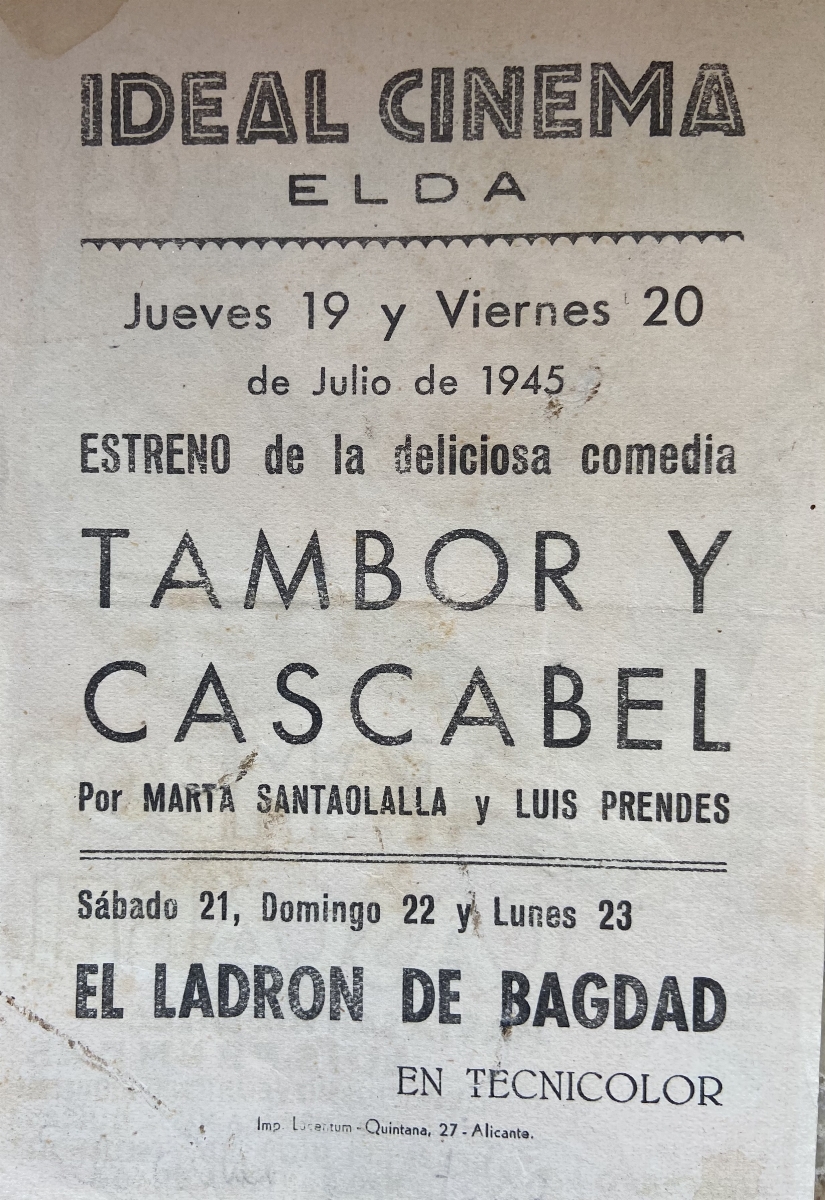 IDEAL CINEMA
ELDA
Jueves 19 y Viernes 20
de Julio de 1945
ESTRENO de la deliciosa comedia
TAMBOR Y
CASCABEL
Por MARTA SANTAOLALLA y LUIS PRENDES
Sábado 21, Domingo 22 y Lunes 23
EL LADRON DE BAGDAD
EN TECNICOLOR
Imp. Lucentum - Quintana, 27 - Alicante.